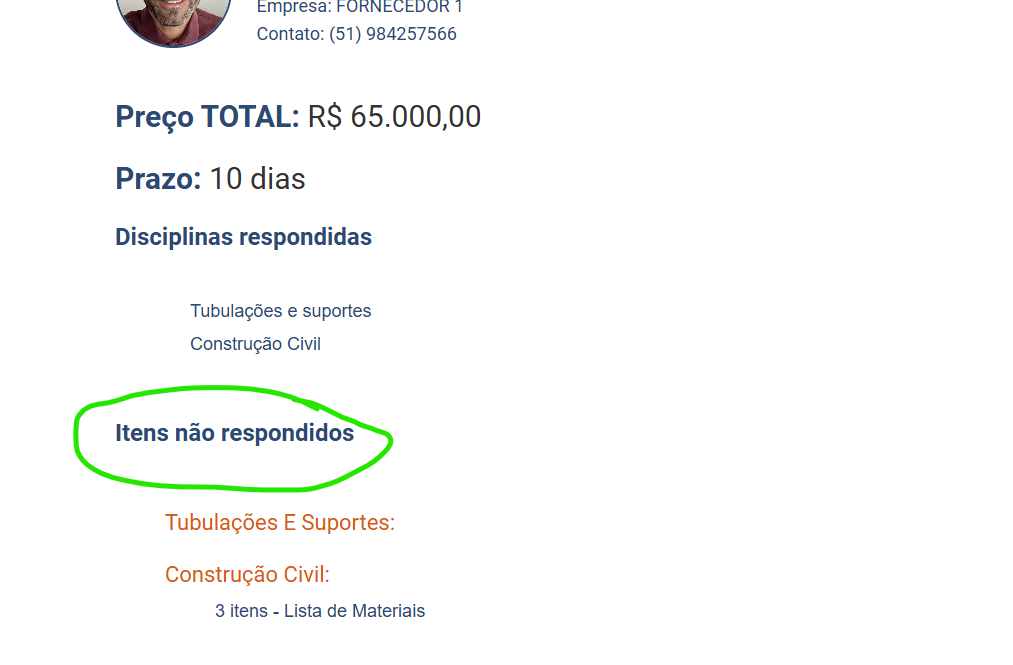 Empresa: FORNECEDOR 1
Contato: (51) 984257566
Preço TOTAL: R$ 65.000,00
Prazo: 10 dias
Disciplinas respondidas
Tubulações e suportes
Construção Civil
Itens não respondidos
Tubulações E Suportes:
Construção Civil:
3 itens - Lista de Materiais